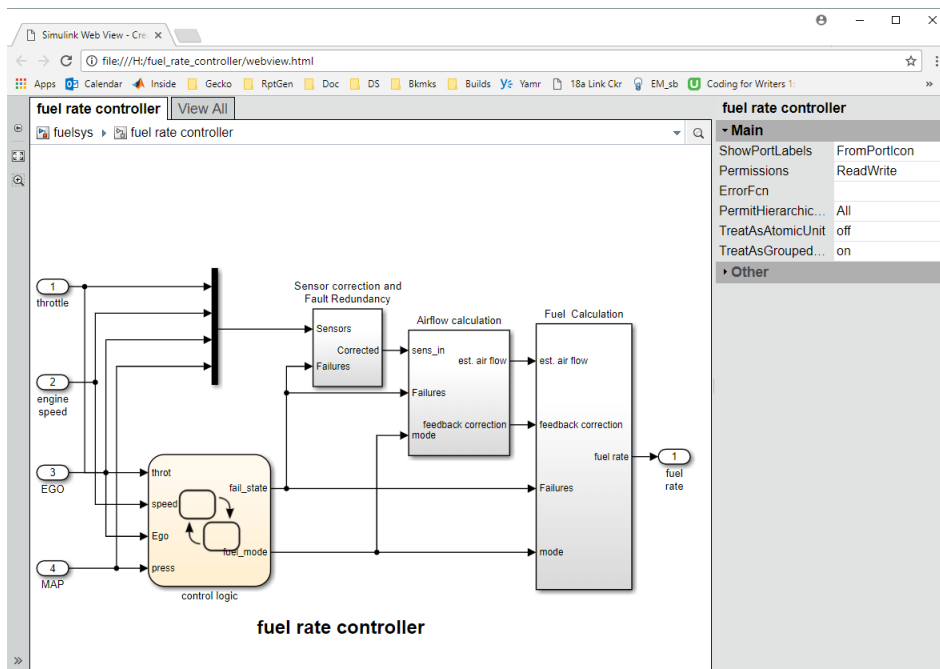 Simulink Web View - Cre
file:///H:/fuel_rate_controller/webview.html
Apps Calendar Inside Gecko RptGen Doc DS Bkmks Builds Yamr 18a Link Ckr EM_sb Coding for Writers 1: »
fuel rate controller View All
fuelsys fuel rate controller
fuel rate controller
Main
ShowPortLabels FromPortIcon
Permissions ReadWrite
ErrorFcn
PermitHierarchic... All
TreatAsAtomicUnit off
TreatAsGrouped... on
Other
1
throttle
2
engine
speed
3
EGO
4
MAP
Sensor correction and
Fault Redundancy
Sensors
Corrected
Failures
Airflow calculation
sens_in
est. air flow
Failures
feedback correction
mode
Fuel Calculation
est. air flow
feedback correction
fuel rate
Failures
mode
1
fuel
rate
throt
fail_state
speed
Ego
fuel_mode
press
control logic
fuel rate controller
»